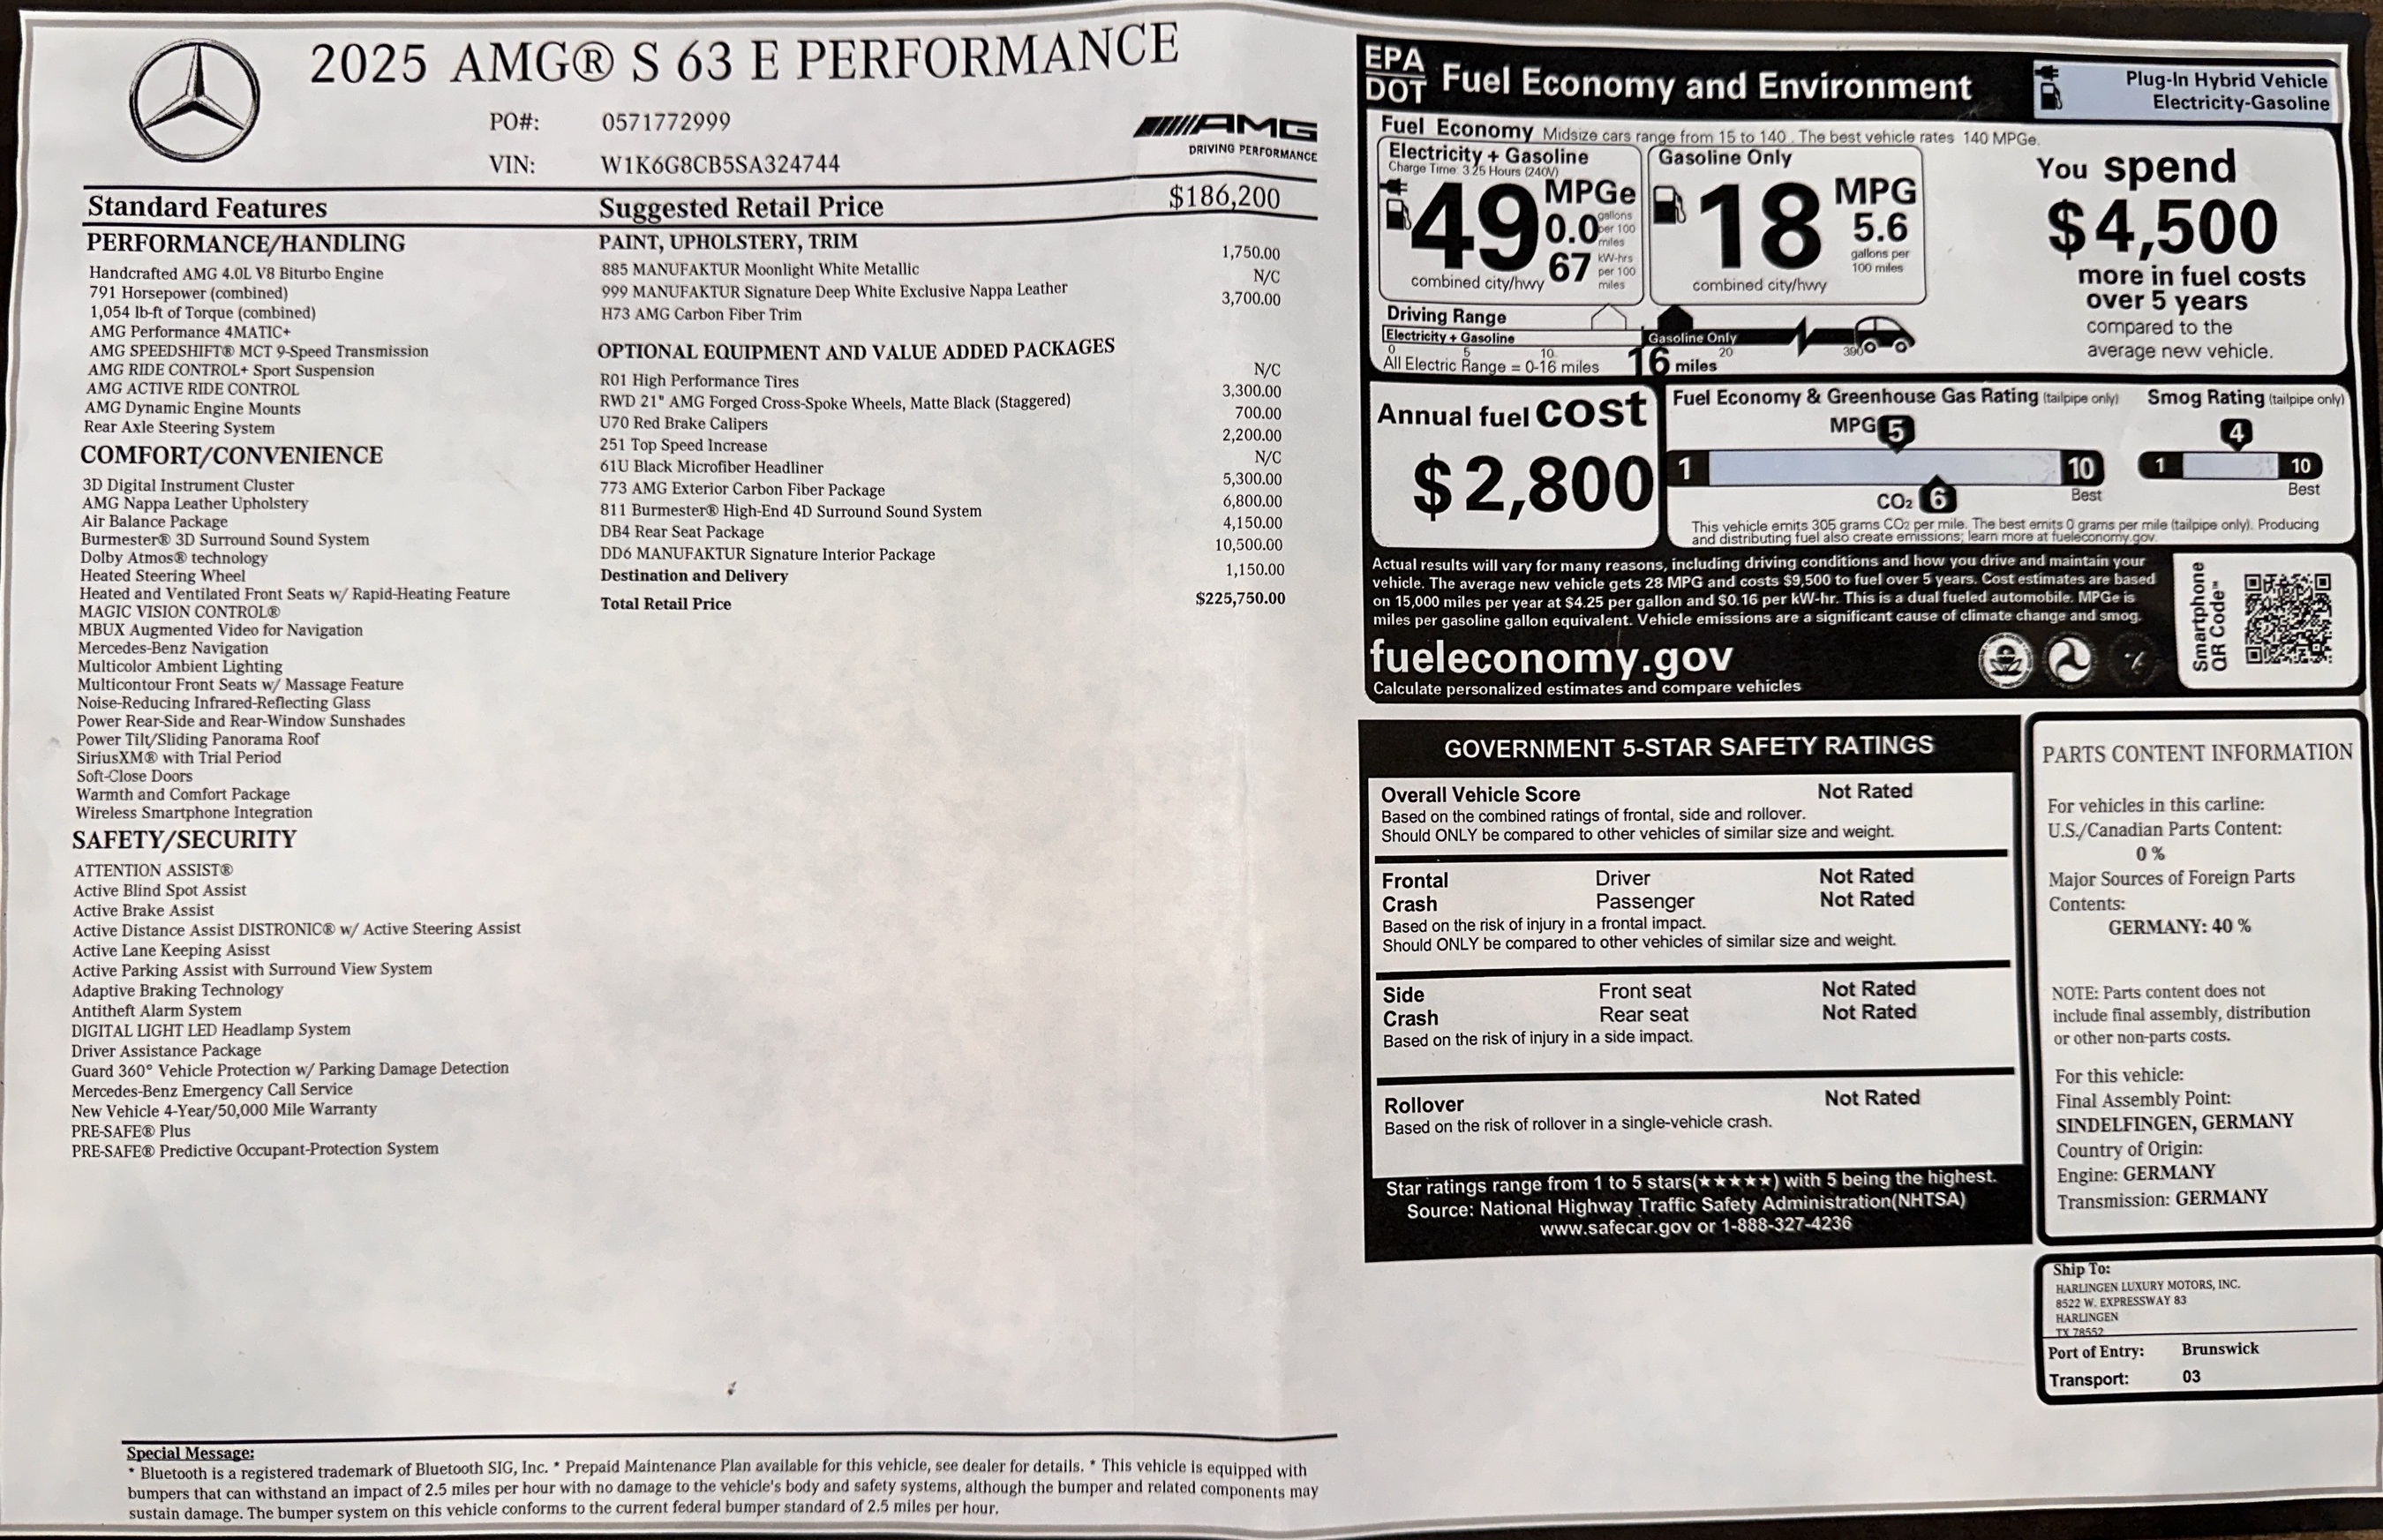 2025 AMG® S 63 E PERFORMANCE
PO#: 0571772999
VIN: W1K6G8CB5SA324744
AMG
DRIVING PERFORMANCE
Standard Features
PERFORMANCE/HANDLING
Handcrafted AMG 4.0L V8 Biturbo Engine
791 Horsepower (combined)
1,054 lb-ft of Torque (combined)
AMG Performance 4MATIC+
AMG SPEEDSHIFT® MCT 9-Speed Transmission
AMG RIDE CONTROL+ Sport Suspension
AMG ACTIVE RIDE CONTROL
AMG Dynamic Engine Mounts
Rear Axle Steering System
COMFORT/CONVENIENCE
3D Digital Instrument Cluster
AMG Nappa Leather Upholstery
Air Balance Package
Burmester® 3D Surround Sound System
Dolby Atmos® technology
Heated Steering Wheel
Heated and Ventilated Front Seats w/ Rapid-Heating Feature
MAGIC VISION CONTROL®
MBUX Augmented Video for Navigation
Mercedes-Benz Navigation
Multicolor Ambient Lighting
Multicontour Front Seats w/ Massage Feature
Noise-Reducing Infrared-Reflecting Glass
Power Rear-Side and Rear-Window Sunshades
Power Tilt/Sliding Panorama Roof
SiriusXM® with Trial Period
Soft-Close Doors
Warmth and Comfort Package
Wireless Smartphone Integration
SAFETY/SECURITY
ATTENTION ASSIST®
Active Blind Spot Assist
Active Brake Assist
Active Distance Assist DISTRONIC® w/ Active Steering Assist
Active Lane Keeping Asisst
Active Parking Assist with Surround View System
Adaptive Braking Technology
Antitheft Alarm System
DIGITAL LIGHT LED Headlamp System
Driver Assistance Package
Guard 360° Vehicle Protection w/ Parking Damage Detection
Mercedes-Benz Emergency Call Service
New Vehicle 4-Year/50,000 Mile Warranty
PRE-SAFE® Plus
PRE-SAFE® Predictive Occupant-Protection System
Suggested Retail Price $186,200
PAINT, UPHOLSTERY, TRIM
885 MANUFAKTUR Moonlight White Metallic 1,750.00
999 MANUFAKTUR Signature Deep White Exclusive Nappa Leather N/C
H73 AMG Carbon Fiber Trim 3,700.00
OPTIONAL EQUIPMENT AND VALUE ADDED PACKAGES
R01 High Performance Tires N/C
RWD 21" AMG Forged Cross-Spoke Wheels, Matte Black (Staggered) 3,300.00
U70 Red Brake Calipers 700.00
251 Top Speed Increase 2,200.00
61U Black Microfiber Headliner N/C
773 AMG Exterior Carbon Fiber Package 5,300.00
811 Burmester® High-End 4D Surround Sound System 6,800.00
DB4 Rear Seat Package 4,150.00
DD6 MANUFAKTUR Signature Interior Package 10,500.00
Destination and Delivery 1,150.00
Total Retail Price $225,750.00
Special Message:
* Bluetooth is a registered trademark of Bluetooth SIG, Inc. * Prepaid Maintenance Plan available for this vehicle, see dealer for details. * This vehicle is equipped with
bumpers that can withstand an impact of 2.5 miles per hour with no damage to the vehicle's body and safety systems, although the bumper and related components may
sustain damage. The bumper system on this vehicle conforms to the current federal bumper standard of 2.5 miles per hour.
EPA
DOT
Fuel Economy and Environment
Plug-In Hybrid Vehicle
Electricity-Gasoline
Fuel Economy Midsize cars range from 15 to 140 . The best vehicle rates 140 MPGe.
Electricity + Gasoline
Charge Time: 3.25 Hours (240V)
49 MPGe
0.0 gallons per 100 miles
67 kW-hrs per 100 miles
combined city/hwy
Gasoline Only
18 MPG
5.6
gallons per
100 miles
combined city/hwy
You spend
$4,500
more in fuel costs
over 5 years
compared to the
average new vehicle.
Driving Range
Electricity + Gasoline Gasoline Only
0 5 10 20 390
All Electric Range = 0-16 miles 16 miles
Annual fuel cost
$2,800
Fuel Economy & Greenhouse Gas Rating (tailpipe only)
MPG 5
1 10
Best
CO2 6
Smog Rating (tailpipe only)
4
1 10
Best
This vehicle emits 305 grams CO2 per mile. The best emits 0 grams per mile (tailpipe only). Producing
and distributing fuel also create emissions; learn more at fueleconomy.gov.
Actual results will vary for many reasons, including driving conditions and how you drive and maintain your
vehicle. The average new vehicle gets 28 MPG and costs $9,500 to fuel over 5 years. Cost estimates are based
on 15,000 miles per year at $4.25 per gallon and $0.16 per kW-hr. This is a dual fueled automobile. MPGe is
miles per gasoline gallon equivalent. Vehicle emissions are a significant cause of climate change and smog.
fueleconomy.gov
Calculate personalized estimates and compare vehicles
Smartphone
QR Code™
GOVERNMENT 5-STAR SAFETY RATINGS
Overall Vehicle Score Not Rated
Based on the combined ratings of frontal, side and rollover.
Should ONLY be compared to other vehicles of similar size and weight.
Frontal Driver Not Rated
Crash Passenger Not Rated
Based on the risk of injury in a frontal impact.
Should ONLY be compared to other vehicles of similar size and weight.
Side Front seat Not Rated
Crash Rear seat Not Rated
Based on the risk of injury in a side impact.
Rollover Not Rated
Based on the risk of rollover in a single-vehicle crash.
Star ratings range from 1 to 5 stars(★★★★★) with 5 being the highest.
Source: National Highway Traffic Safety Administration(NHTSA)
www.safecar.gov or 1-888-327-4236
PARTS CONTENT INFORMATION
For vehicles in this carline:
U.S./Canadian Parts Content:
0 %
Major Sources of Foreign Parts
Contents:
GERMANY: 40 %
NOTE: Parts content does not
include final assembly, distribution
or other non-parts costs.
For this vehicle:
Final Assembly Point:
SINDELFINGEN, GERMANY
Country of Origin:
Engine: GERMANY
Transmission: GERMANY
Ship To:
HARLINGEN LUXURY MOTORS, INC.
8522 W. EXPRESSWAY 83
HARLINGEN
TX 78552
Port of Entry: Brunswick
Transport: 03